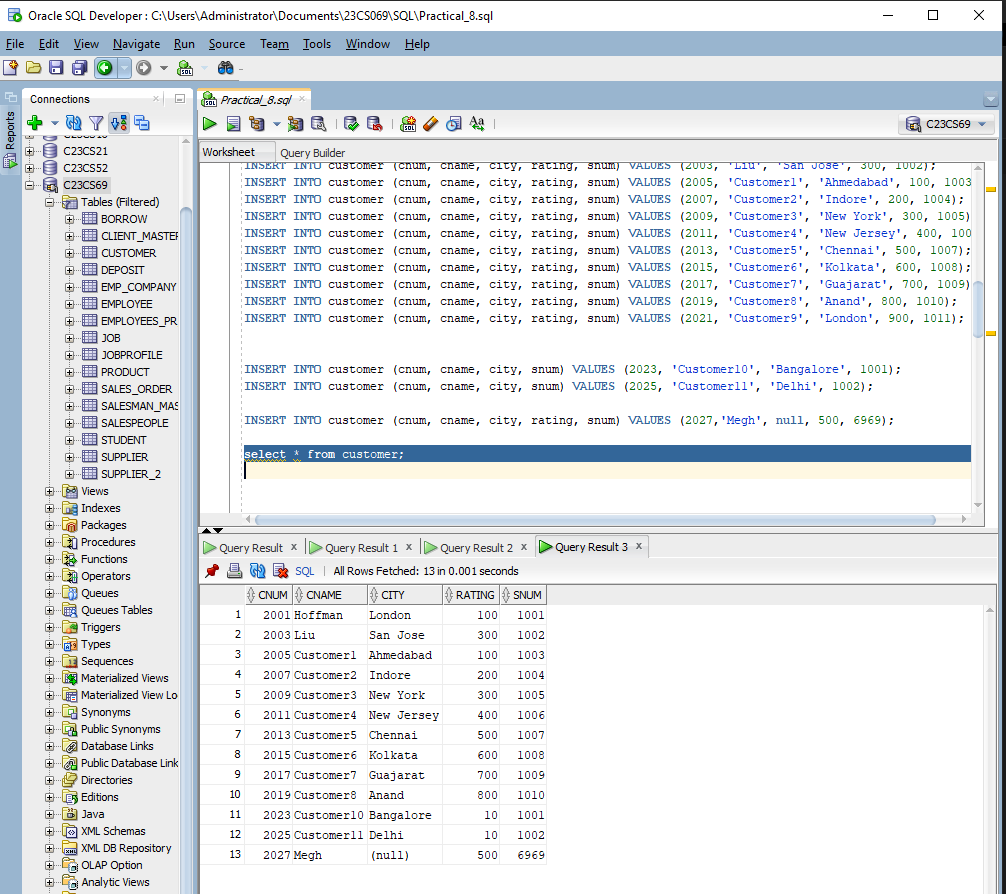 Oracle SQL Developer : C:\Users\Administrator\Documents\23CS069\SQL\Practical_8.sql
File Edit View Navigate Run Source Team Tools Window Help
Reports
Connections
C23CS21
C23CS52
C23CS69
Tables (Filtered)
BORROW
CLIENT_MASTER
CUSTOMER
DEPOSIT
EMP_COMPANY
EMPLOYEE
EMPLOYEES_PR
JOB
JOBPROFILE
PRODUCT
SALES_ORDER
SALESMAN_MAS
SALESPEOPLE
STUDENT
SUPPLIER
SUPPLIER_2
Views
Indexes
Packages
Procedures
Functions
Operators
Queues
Queues Tables
Triggers
Types
Sequences
Materialized Views
Materialized View Lo
Synonyms
Public Synonyms
Database Links
Public Database Link
Directories
Editions
Java
XML Schemas
XML DB Repository
OLAP Option
Analytic Views
Practical_8.sql
SQL
Aa
C23CS69
Worksheet Query Builder
INSERT INTO customer (cnum, cname, city, rating, snum) VALUES (2003, 'Liu', 'San Jose', 300, 1002);
INSERT INTO customer (cnum, cname, city, rating, snum) VALUES (2005, 'Customer1', 'Ahmedabad', 100, 1003
INSERT INTO customer (cnum, cname, city, rating, snum) VALUES (2007, 'Customer2', 'Indore', 200, 1004);
INSERT INTO customer (cnum, cname, city, rating, snum) VALUES (2009, 'Customer3', 'New York', 300, 1005)
INSERT INTO customer (cnum, cname, city, rating, snum) VALUES (2011, 'Customer4', 'New Jersey', 400, 100
INSERT INTO customer (cnum, cname, city, rating, snum) VALUES (2013, 'Customer5', 'Chennai', 500, 1007);
INSERT INTO customer (cnum, cname, city, rating, snum) VALUES (2015, 'Customer6', 'Kolkata', 600, 1008);
INSERT INTO customer (cnum, cname, city, rating, snum) VALUES (2017, 'Customer7', 'Guajarat', 700, 1009)
INSERT INTO customer (cnum, cname, city, rating, snum) VALUES (2019, 'Customer8', 'Anand', 800, 1010);
INSERT INTO customer (cnum, cname, city, rating, snum) VALUES (2021, 'Customer9', 'London', 900, 1011);
INSERT INTO customer (cnum, cname, city, snum) VALUES (2023, 'Customer10', 'Bangalore', 1001);
INSERT INTO customer (cnum, cname, city, snum) VALUES (2025, 'Customer11', 'Delhi', 1002);
INSERT INTO customer (cnum, cname, city, rating, snum) VALUES (2027,'Megh', null, 500, 6969);
select * from customer;
Query Result Query Result 1 Query Result 2 Query Result 3
SQL All Rows Fetched: 13 in 0.001 seconds
CNUM CNAME CITY RATING SNUM
1 2001 Hoffman London 100 1001
2 2003 Liu San Jose 300 1002
3 2005 Customer1 Ahmedabad 100 1003
4 2007 Customer2 Indore 200 1004
5 2009 Customer3 New York 300 1005
6 2011 Customer4 New Jersey 400 1006
7 2013 Customer5 Chennai 500 1007
8 2015 Customer6 Kolkata 600 1008
9 2017 Customer7 Guajarat 700 1009
10 2019 Customer8 Anand 800 1010
11 2023 Customer10 Bangalore 10 1001
12 2025 Customer11 Delhi 10 1002
13 2027 Megh (null) 500 6969